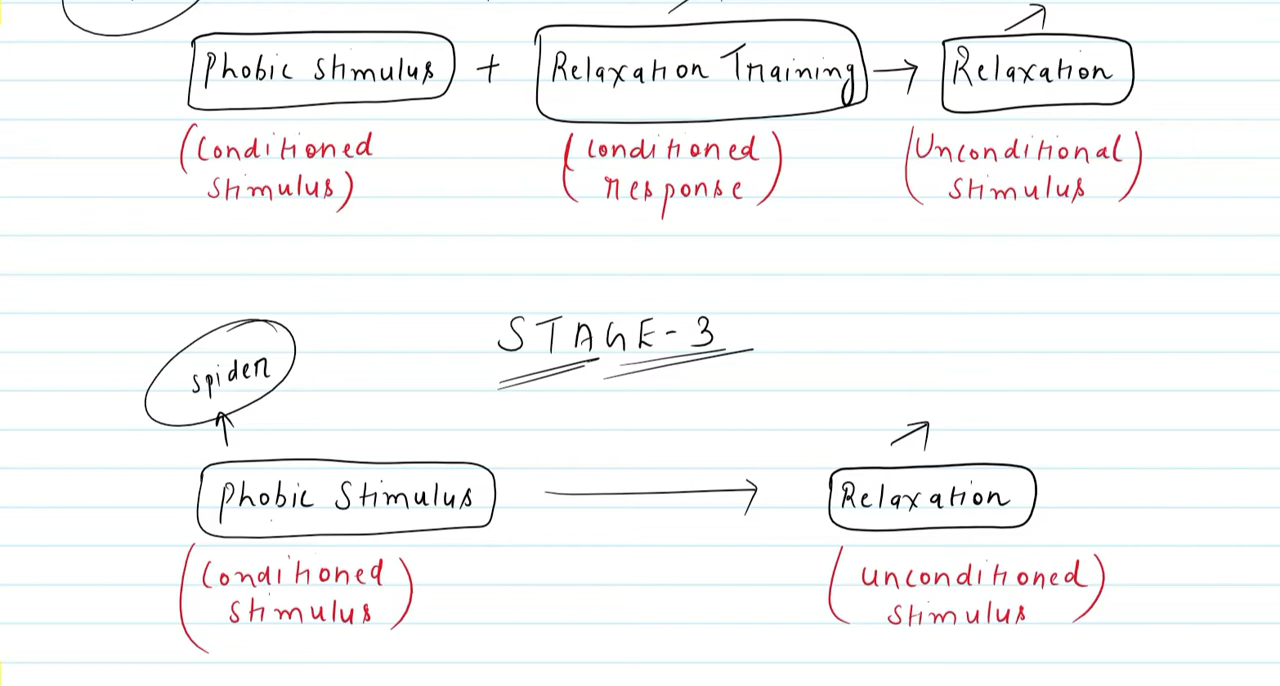 Phobic Stimulus + Relaxation Training → Relaxation
(Conditioned (Conditioned (Unconditional
stimulus) response) stimulus)
STAGE-3
spider
Phobic Stimulus → Relaxation
(Conditioned (unconditioned
stimulus) stimulus)